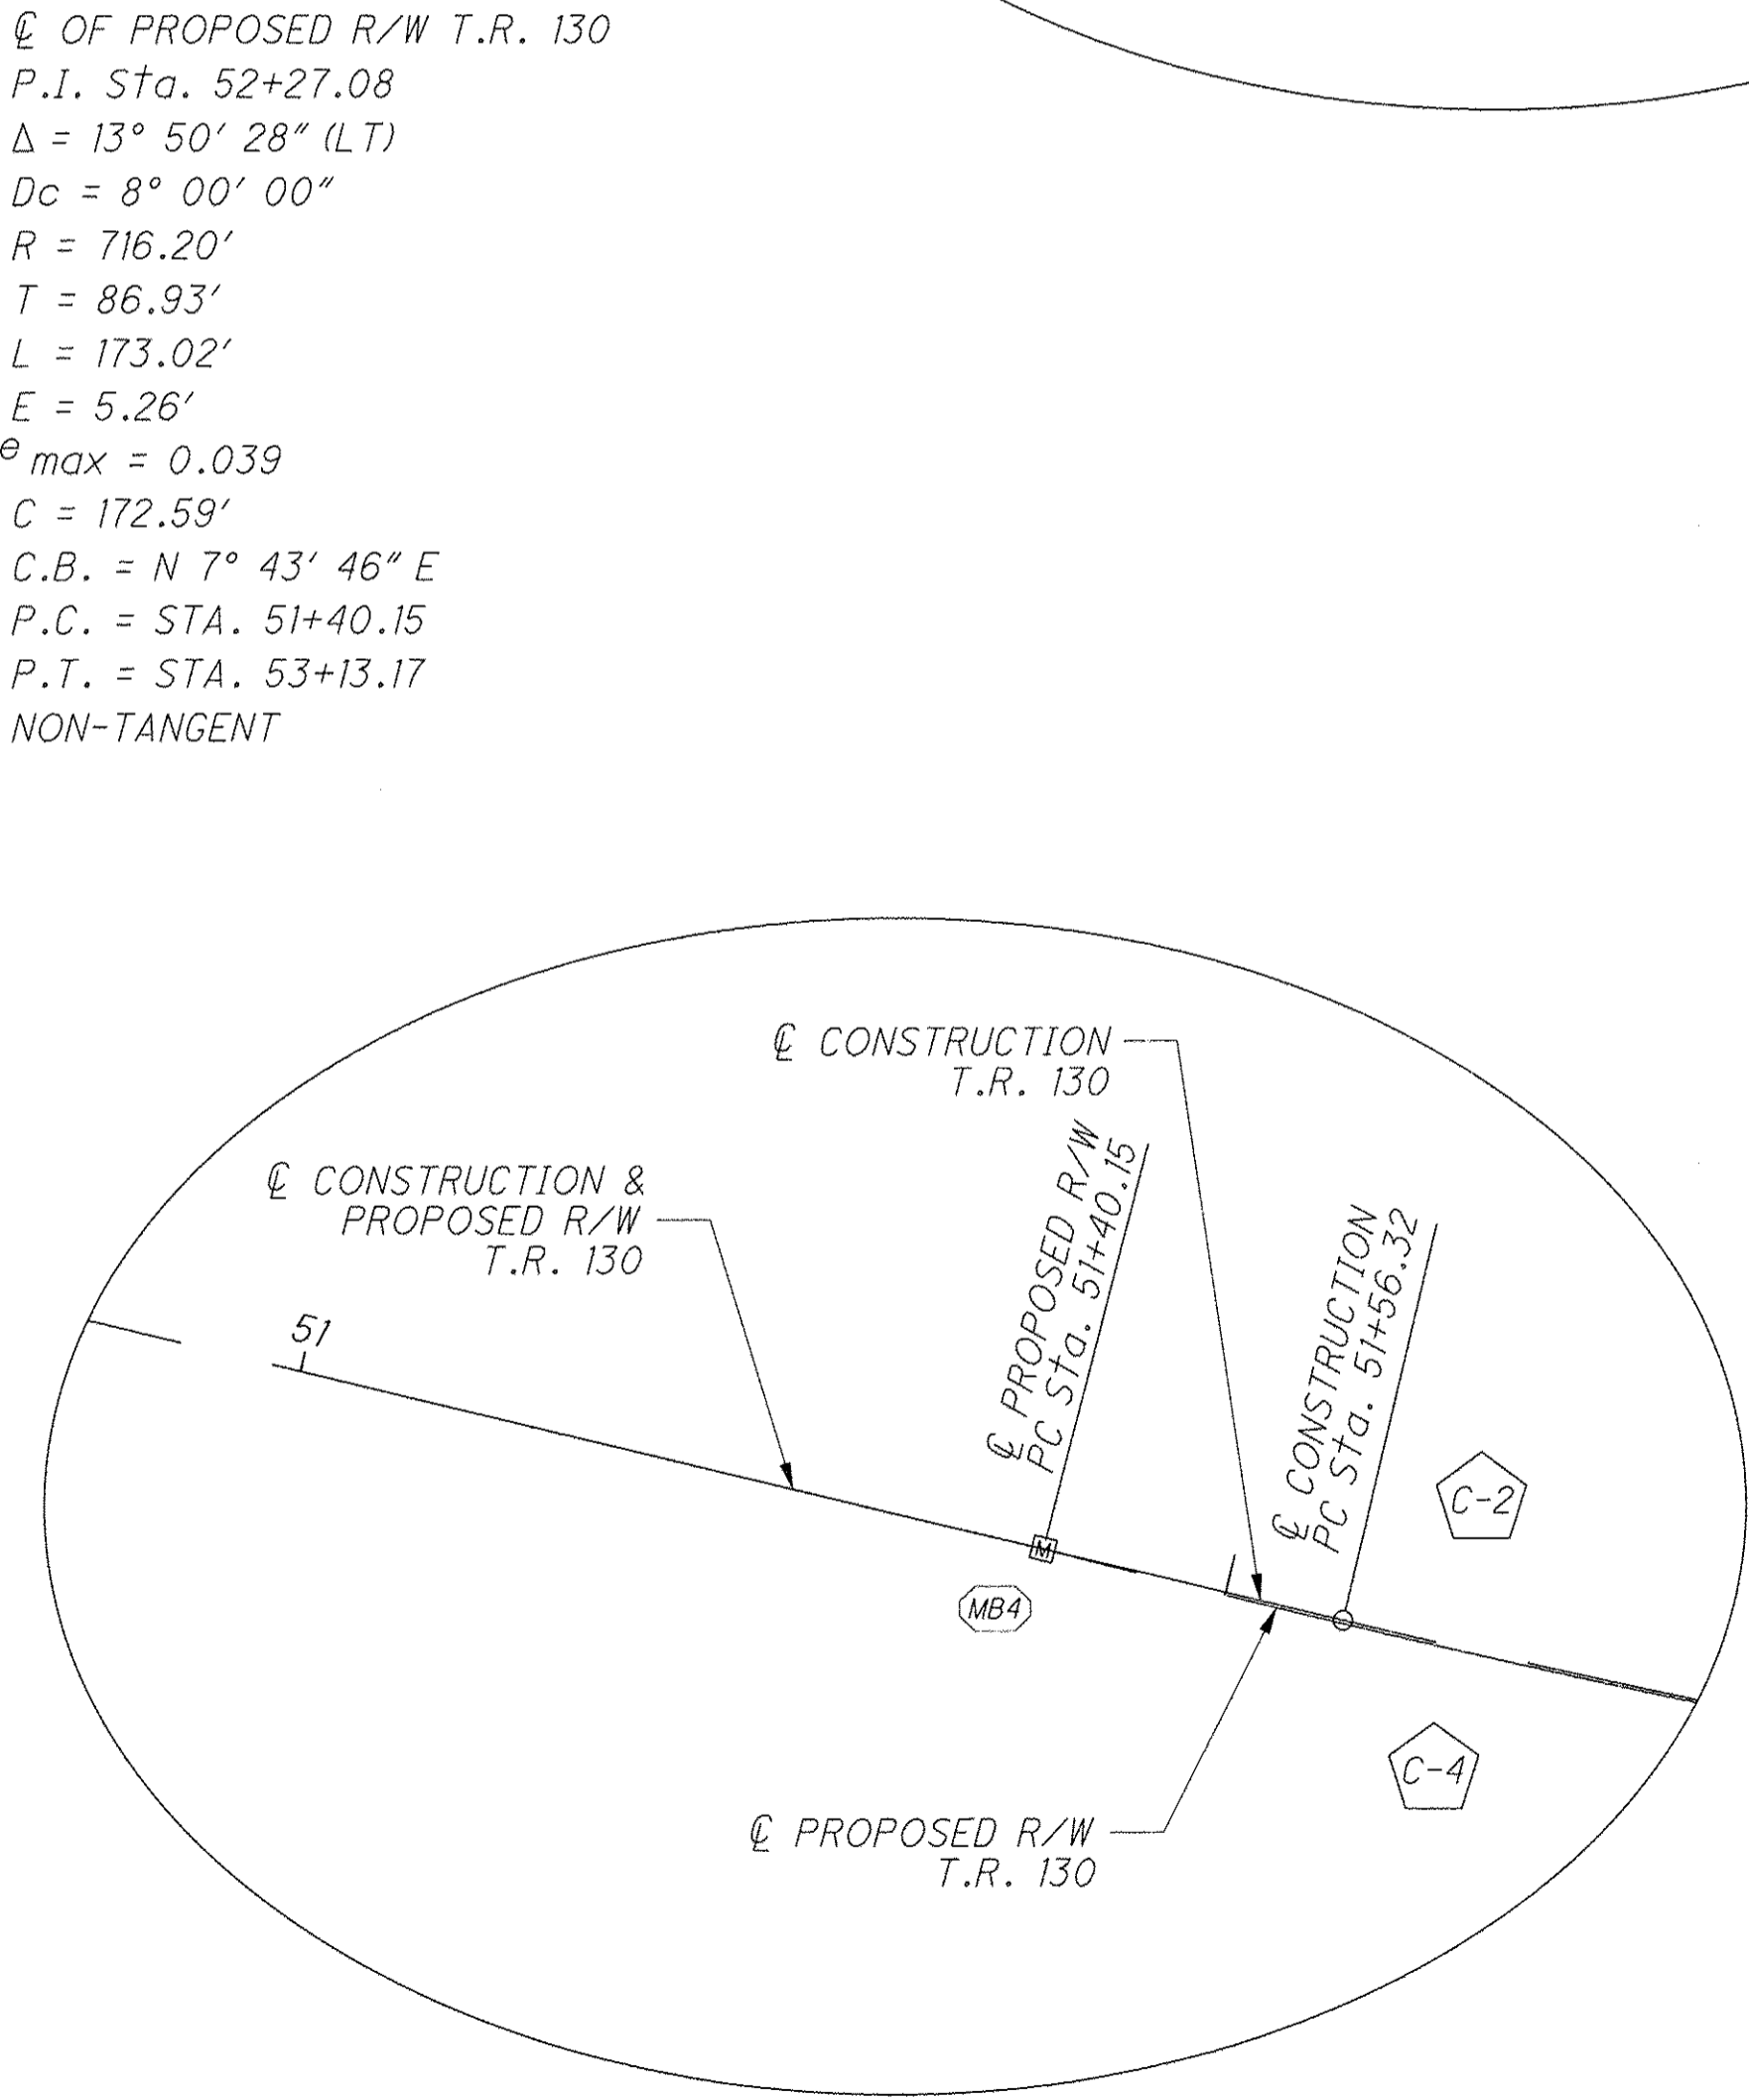 ℄ OF PROPOSED R/W T.R. 130
P.I. Sta. 52+27.08
Δ = 13° 50' 28" (LT)
Dc = 8° 00' 00"
R = 716.20'
T = 86.93'
L = 173.02'
E = 5.26'
e max = 0.039
C = 172.59'
C.B. = N 7° 43' 46" E
P.C. = STA. 51+40.15
P.T. = STA. 53+13.17
NON-TANGENT
℄ CONSTRUCTION
T.R. 130
℄ CONSTRUCTION &
PROPOSED R/W
T.R. 130
51
℄ PROPOSED R/W
PC Sta. 51+40.15
℄ CONSTRUCTION
PC Sta. 51+56.32
C-2
M
MB4
C-4
℄ PROPOSED R/W
T.R. 130